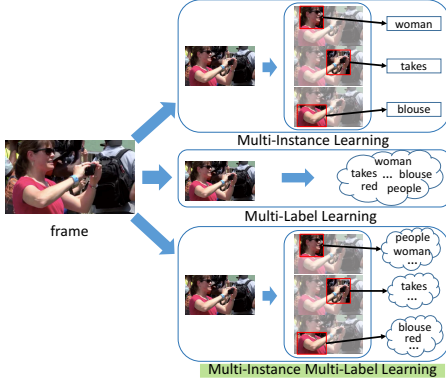 woman
takes
blouse
Multi-Instance Learning
frame
woman
takes ... blouse
red people
Multi-Label Learning
people
woman
...
takes
...
blouse
red
...
Multi-Instance Multi-Label Learning